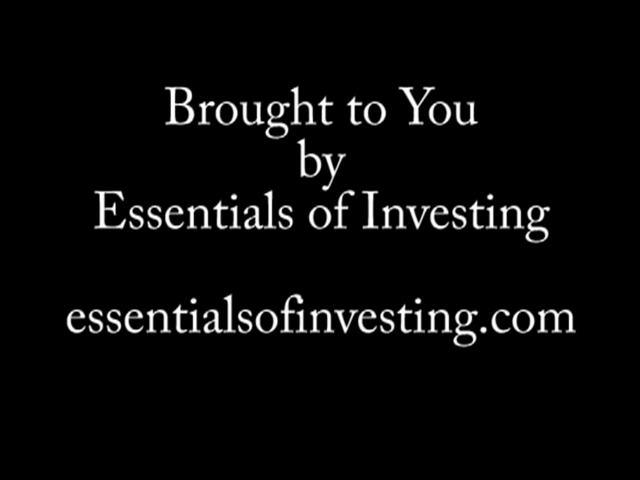 Brought to You
by
Essentials of Investing
essentialsofinvesting.com